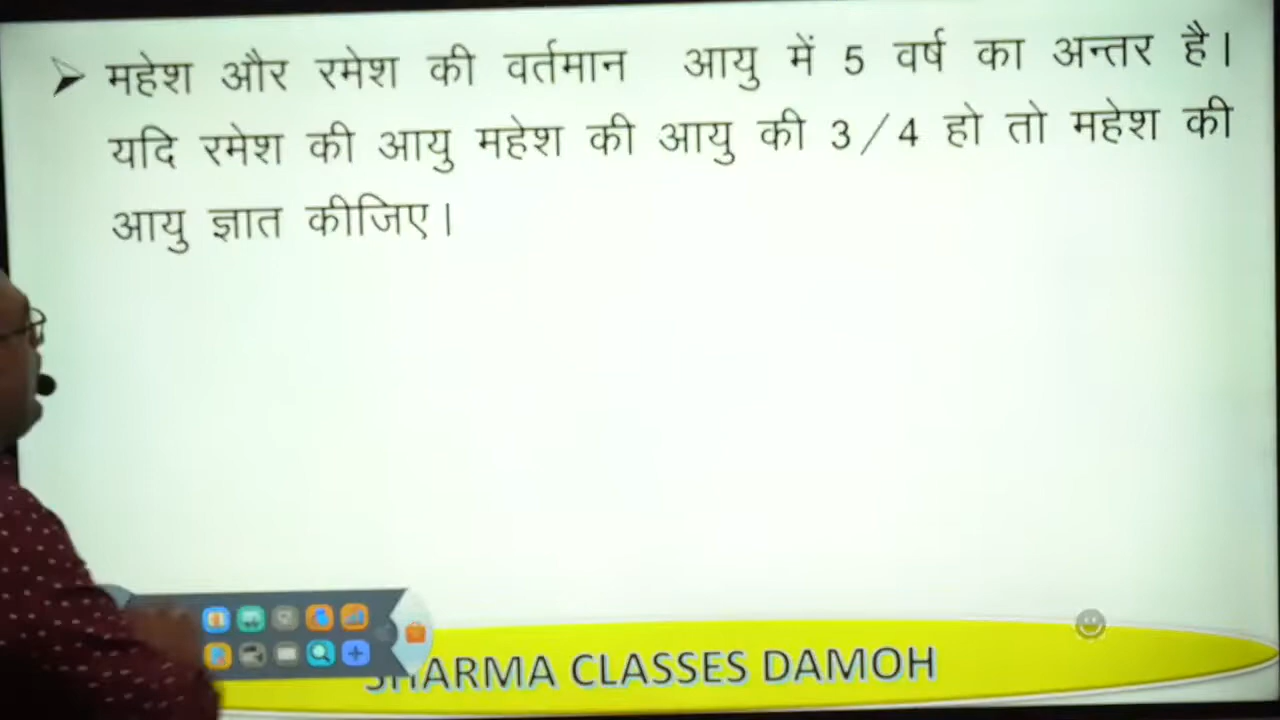 महेश और रमेश की वर्तमान आयु में 5 वर्ष का अन्तर है।
यदि रमेश की आयु महेश की आयु की 3/4 हो तो महेश की
आयु ज्ञात कीजिए।
SHARMA CLASSES DAMOH